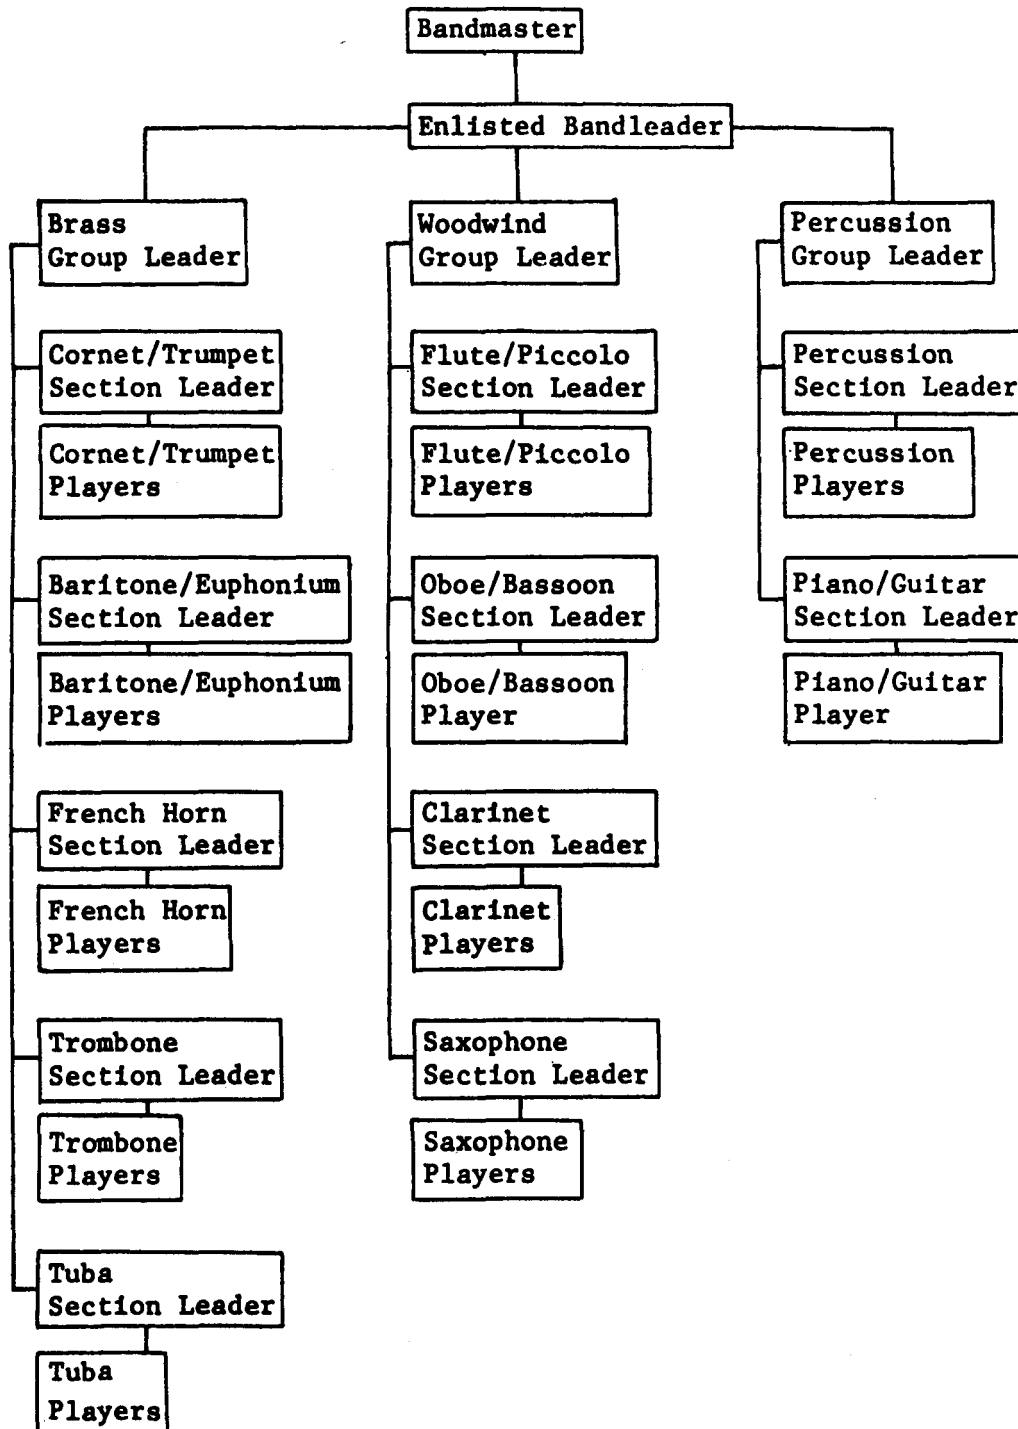 Bandmaster
Enlisted Bandleader
Brass
Group Leader
Cornet/Trumpet
Section Leader
Cornet/Trumpet
Players
Baritone/Euphonium
Section Leader
Baritone/Euphonium
Players
French Horn
Section Leader
French Horn
Players
Trombone
Section Leader
Trombone
Players
Tuba
Section Leader
Tuba
Players
Woodwind
Group Leader
Flute/Piccolo
Section Leader
Flute/Piccolo
Players
Oboe/Bassoon
Section Leader
Oboe/Bassoon
Player
Clarinet
Section Leader
Clarinet
Players
Saxophone
Section Leader
Saxophone
Players
Percussion
Group Leader
Percussion
Section Leader
Percussion
Players
Piano/Guitar
Section Leader
Piano/Guitar
Player